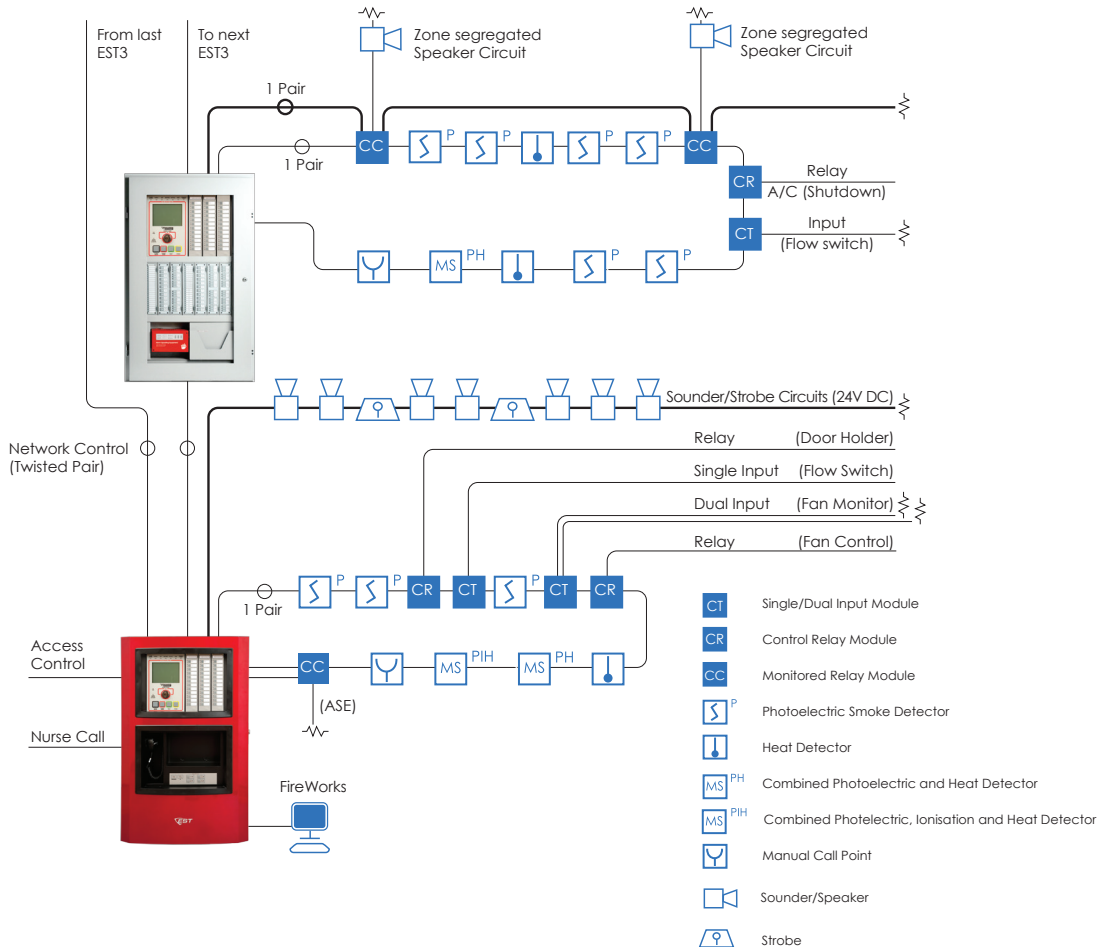 From last
EST3
To next
EST3
Zone segregated
Speaker Circuit
Zone segregated
Speaker Circuit
1 Pair
1 Pair
CC
P
P
P
P
CC
CR
Relay
A/C (Shutdown)
CT
Input
(Flow switch)
MS
PH
P
P
Sounder/Strobe Circuits (24V DC)
Network Control
(Twisted Pair)
Relay (Door Holder)
Single Input (Flow Switch)
Dual Input (Fan Monitor)
Relay (Fan Control)
1 Pair
P
P
CR
CT
P
CT
CR
Access
Control
CC
(ASE)
MS
PIH
MS
PH
Nurse Call
EST
FireWorks
CT Single/Dual Input Module
CR Control Relay Module
CC Monitored Relay Module
P Photoelectric Smoke Detector
Heat Detector
MS PH Combined Photoelectric and Heat Detector
MS PIH Combined Photelectric, Ionisation and Heat Detector
Manual Call Point
Sounder/Speaker
Strobe